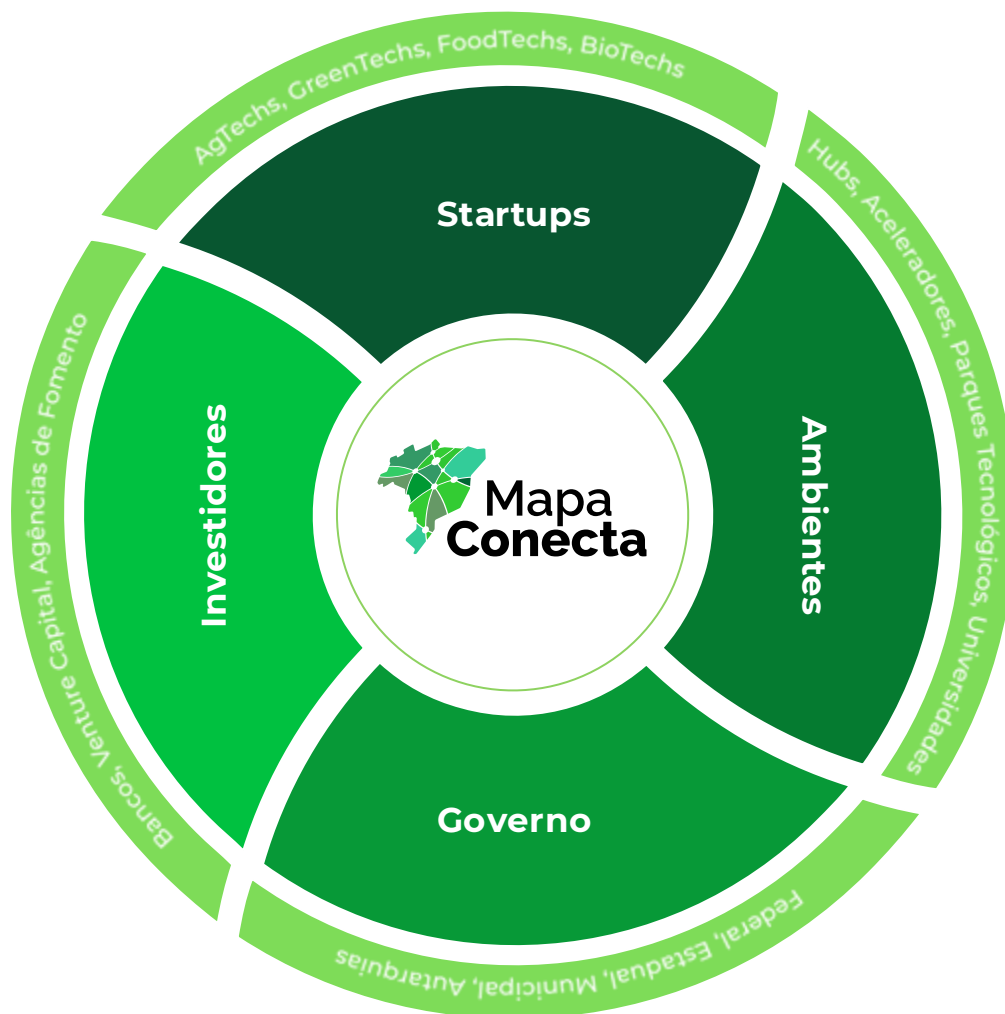 AgTechs, GreenTechs, FoodTechs, BioTechs
Startups
Hubs, Aceleradores, Parques Tecnológicos, Universidades
Ambientes
Mapa
Conecta
Investidores
Bancos, Venture Capital, Agências de Fomento
Governo
Federal, Estadual, Municipal, Autarquias